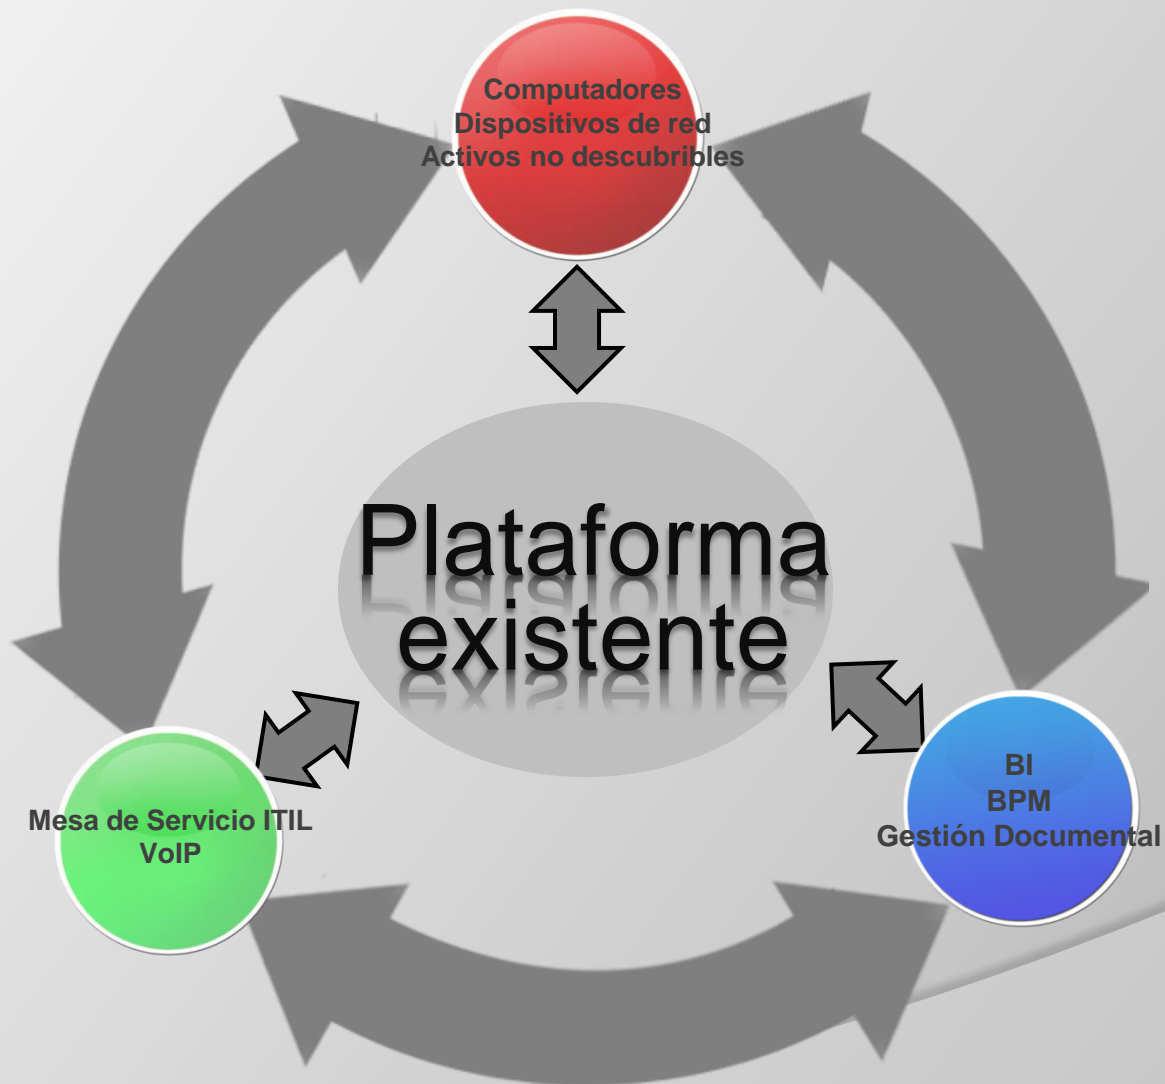 Computadores
Dispositivos de red
Activos no descubribles
Plataforma
existente
Mesa de Servicio ITIL
VoIP
BI
BPM
Gestión Documental